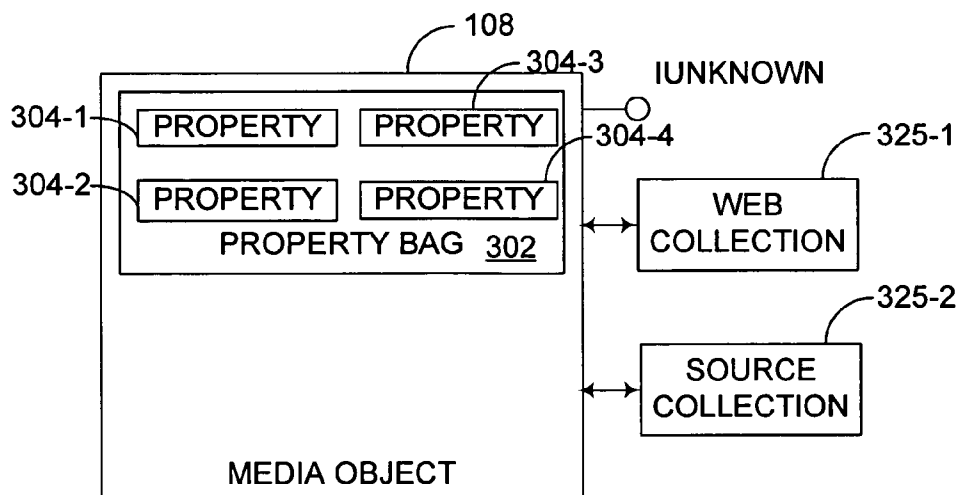 108
304-3
IUNKNOWN
304-1
PROPERTY
PROPERTY
304-4
325-1
304-2
PROPERTY
PROPERTY
WEB
COLLECTION
PROPERTY BAG 302
325-2
SOURCE
COLLECTION
MEDIA OBJECT